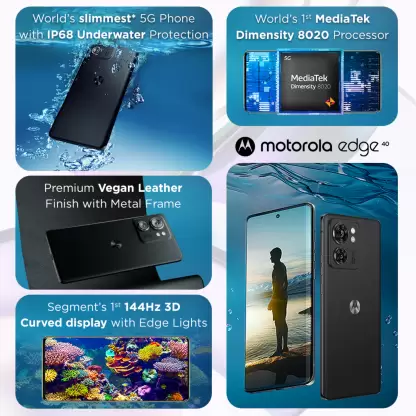 World's slimmest* 5G Phone
with IP68 Underwater Protection
World's 1st MediaTek
Dimensity 8020 Processor
5G
MediaTek
Dimensity 8020
motorola edge 40
Premium Vegan Leather
Finish with Metal Frame
Segment's 1st 144Hz 3D
Curved display with Edge Lights